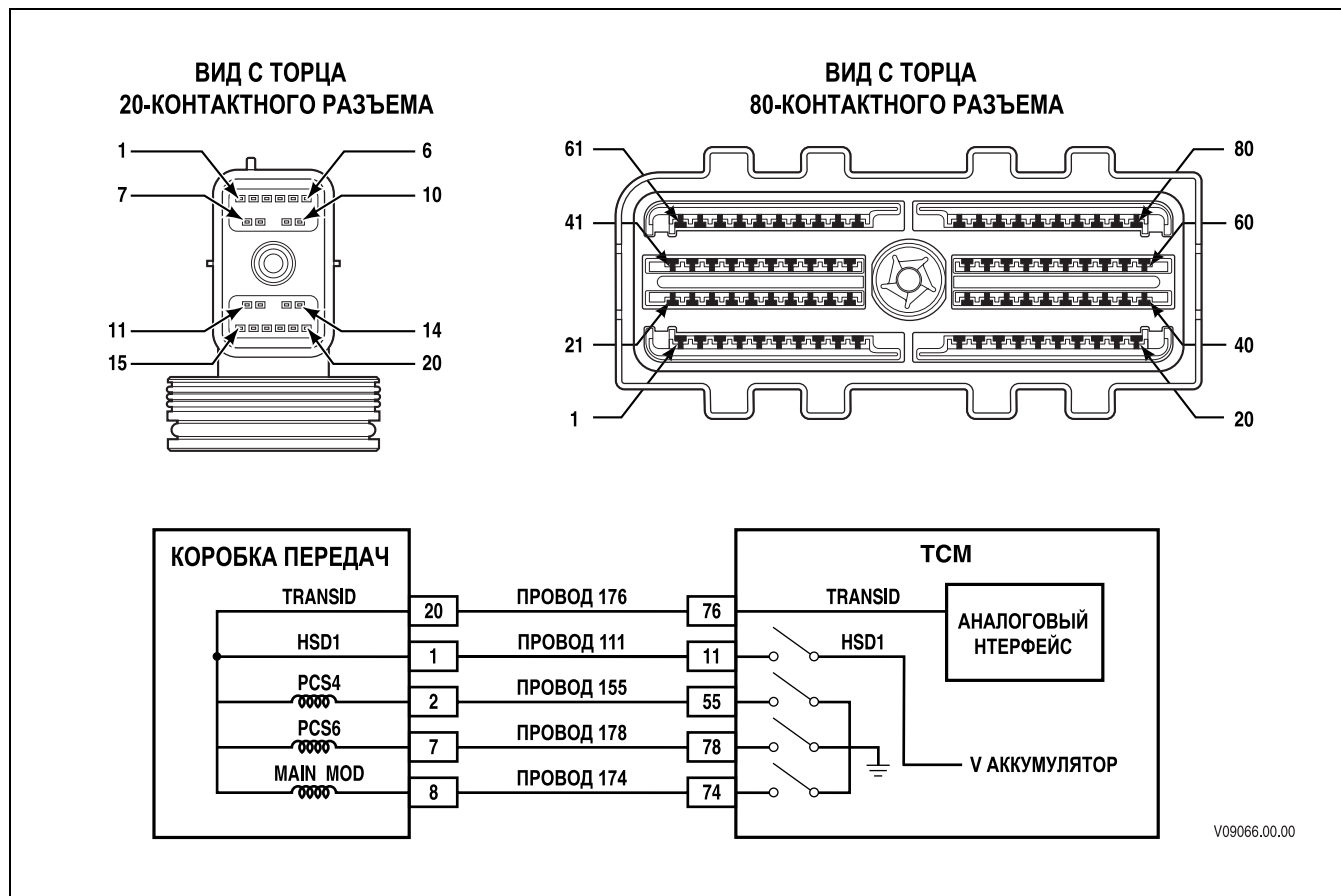 ВИД С ТОРЦА
20-КОНТАКТНОГО РАЗЪЕМА
1
6
7
10
11
14
15
20
ВИД С ТОРЦА
80-КОНТАКТНОГО РАЗЪЕМА
61
80
41
60
21
40
1
20
КОРОБКА ПЕРЕДАЧ
TCM
TRANSID
20
ПРОВОД 176
76
TRANSID
АНАЛОГОВЫЙ
НТЕРФЕЙС
HSD1
1
ПРОВОД 111
11
HSD1
PCS4
2
ПРОВОД 155
55
PCS6
7
ПРОВОД 178
78
V АККУМУЛЯТОР
MAIN MOD
8
ПРОВОД 174
74
V09066.00.00